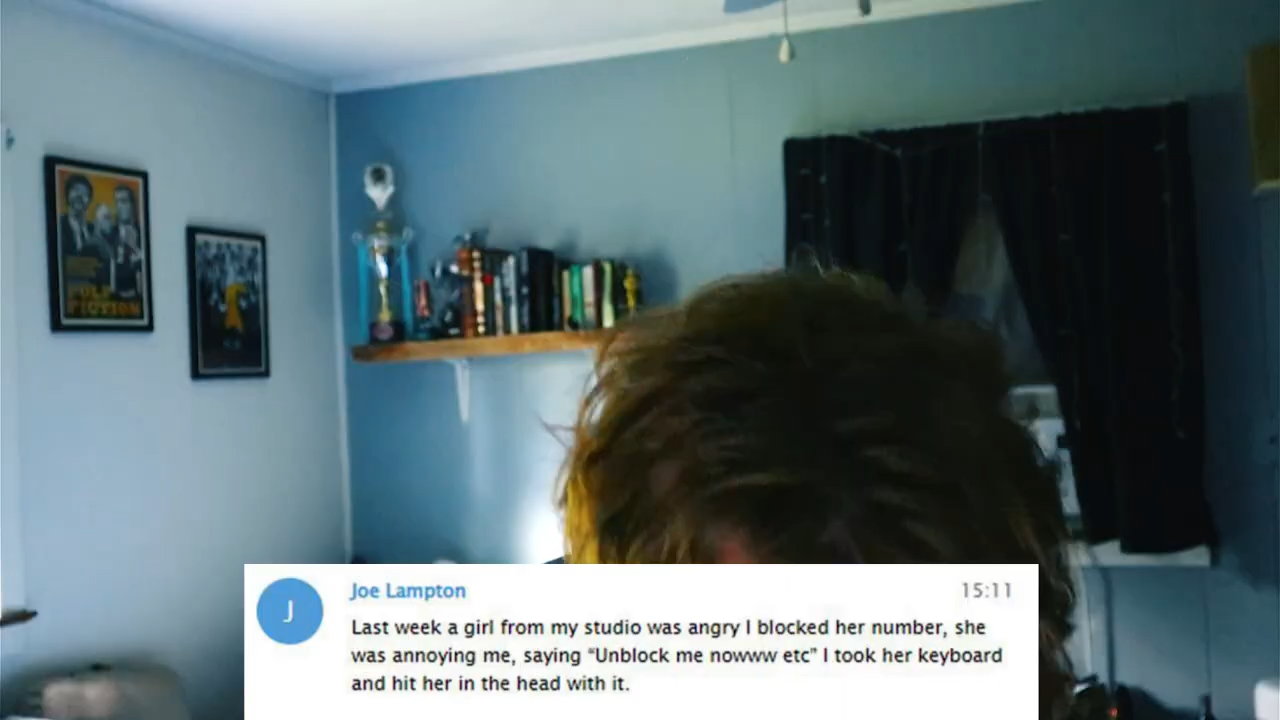 PULP
FICTION
J
Joe Lampton
15:11
Last week a girl from my studio was angry I blocked her number, she
was annoying me, saying “Unblock me nowww etc” I took her keyboard
and hit her in the head with it.